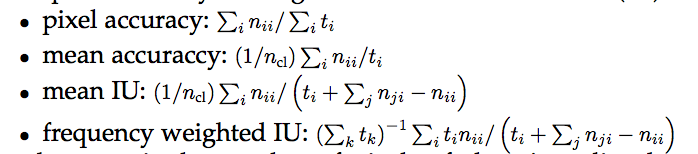 • pixel accuracy: ∑ᵢ nᵢᵢ / ∑ᵢ tᵢ
• mean accuraccy: (1/n_cl) ∑ᵢ nᵢᵢ/tᵢ
• mean IU: (1/n_cl) ∑ᵢ nᵢᵢ / (tᵢ + ∑ⱼ nⱼᵢ − nᵢᵢ)
• frequency weighted IU: (∑ₖ tₖ)⁻¹ ∑ᵢ tᵢnᵢᵢ / (tᵢ + ∑ⱼ nⱼᵢ − nᵢᵢ)